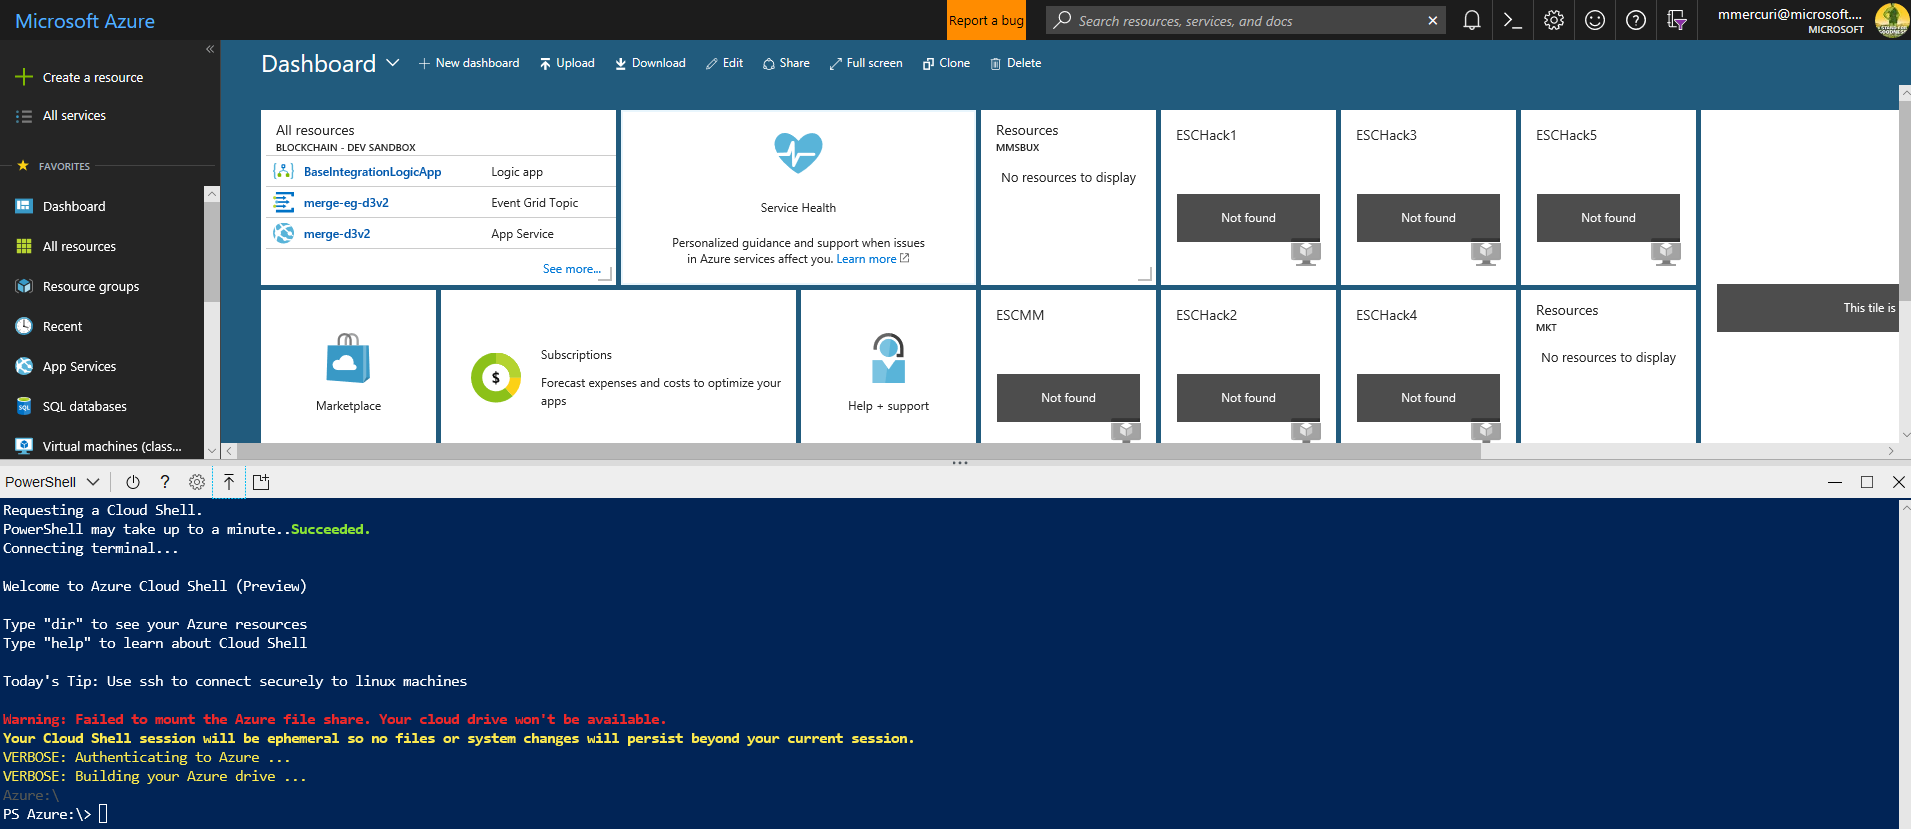 Microsoft Azure
Report a bug
Search resources, services, and docs
mmercuri@microsoft....
MICROSOFT
Create a resource
All services
FAVORITES
Dashboard
All resources
Resource groups
Recent
App Services
SQL databases
Virtual machines (class...
Dashboard
New dashboard
Upload
Download
Edit
Share
Full screen
Clone
Delete
All resources
BLOCKCHAIN - DEV SANDBOX
BaseIntegrationLogicApp Logic app
merge-eg-d3v2 Event Grid Topic
merge-d3v2 App Service
See more...
Service Health
Personalized guidance and support when issues
in Azure services affect you. Learn more
Resources
MMSBUX
No resources to display
ESCHack1
Not found
ESCHack3
Not found
ESCHack5
Not found
This tile is
Marketplace
$
Subscriptions
Forecast expenses and costs to optimize your
apps
Help + support
ESCMM
Not found
ESCHack2
Not found
ESCHack4
Not found
Resources
MKT
No resources to display
PowerShell
?
Requesting a Cloud Shell.
PowerShell may take up to a minute..Succeeded.
Connecting terminal...
Welcome to Azure Cloud Shell (Preview)
Type "dir" to see your Azure resources
Type "help" to learn about Cloud Shell
Today's Tip: Use ssh to connect securely to linux machines
Warning: Failed to mount the Azure file share. Your cloud drive won't be available.
Your Cloud Shell session will be ephemeral so no files or system changes will persist beyond your current session.
VERBOSE: Authenticating to Azure ...
VERBOSE: Building your Azure drive ...
Azure:\
PS Azure:\>